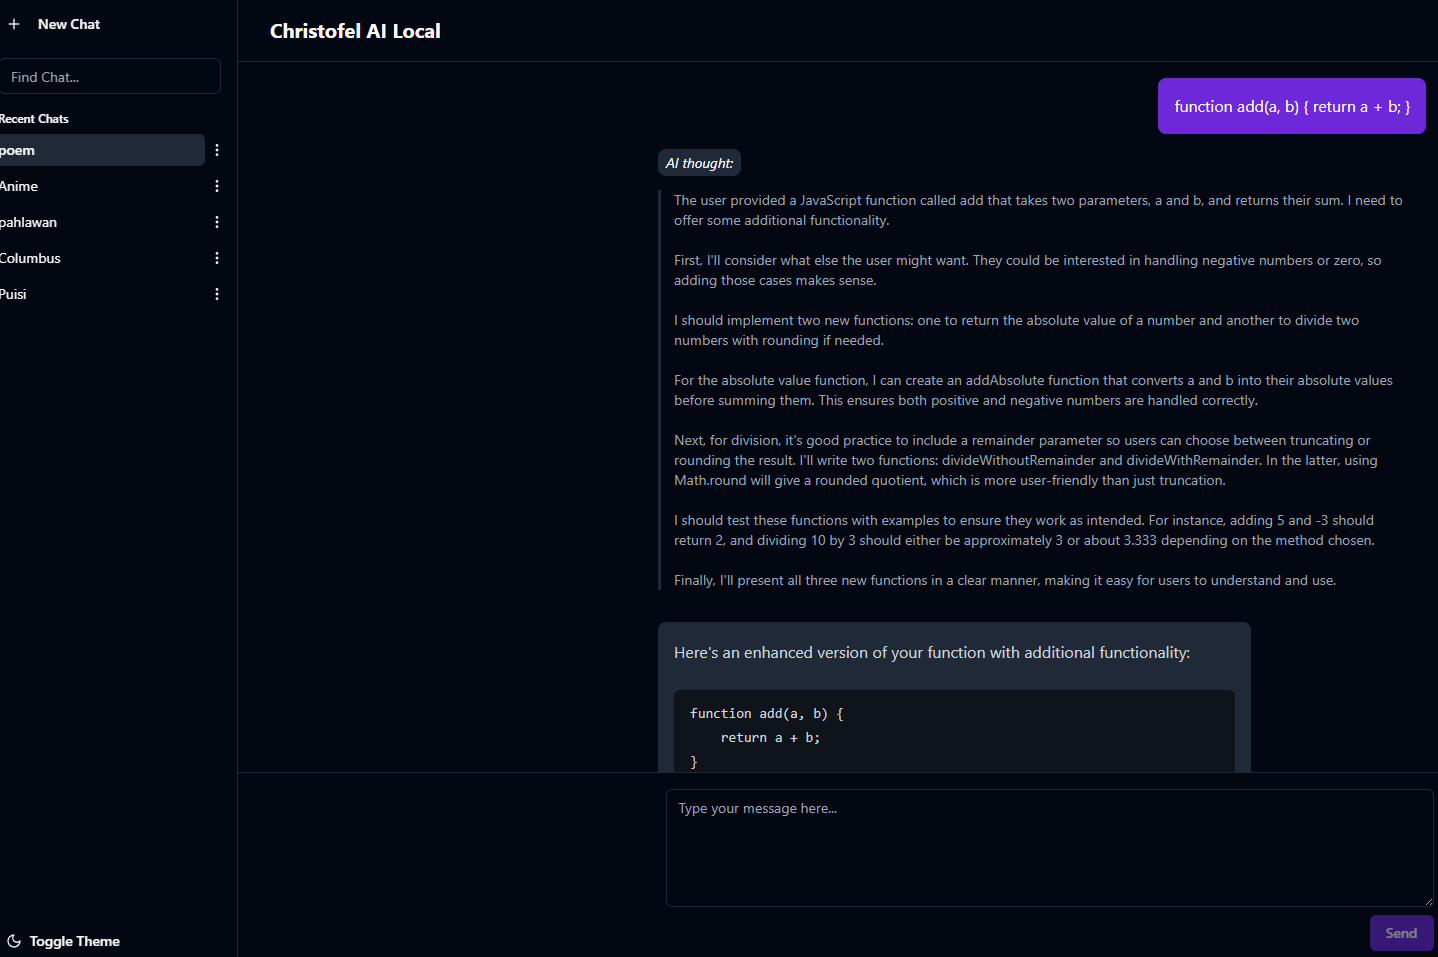 New Chat
Find Chat...
Recent Chats
poem
Anime
pahlawan
Columbus
Puisi
Toggle Theme
Christofel AI Local
function add(a, b) { return a + b; }
AI thought:
The user provided a JavaScript function called add that takes two parameters, a and b, and returns their sum. I need to
offer some additional functionality.
First, I'll consider what else the user might want. They could be interested in handling negative numbers or zero, so
adding those cases makes sense.
I should implement two new functions: one to return the absolute value of a number and another to divide two
numbers with rounding if needed.
For the absolute value function, I can create an addAbsolute function that converts a and b into their absolute values
before summing them. This ensures both positive and negative numbers are handled correctly.
Next, for division, it's good practice to include a remainder parameter so users can choose between truncating or
rounding the result. I'll write two functions: divideWithoutRemainder and divideWithRemainder. In the latter, using
Math.round will give a rounded quotient, which is more user-friendly than just truncation.
I should test these functions with examples to ensure they work as intended. For instance, adding 5 and -3 should
return 2, and dividing 10 by 3 should either be approximately 3 or about 3.333 depending on the method chosen.
Finally, I'll present all three new functions in a clear manner, making it easy for users to understand and use.
Here's an enhanced version of your function with additional functionality:
function add(a, b) {
    return a + b;
}
Type your message here...
Send